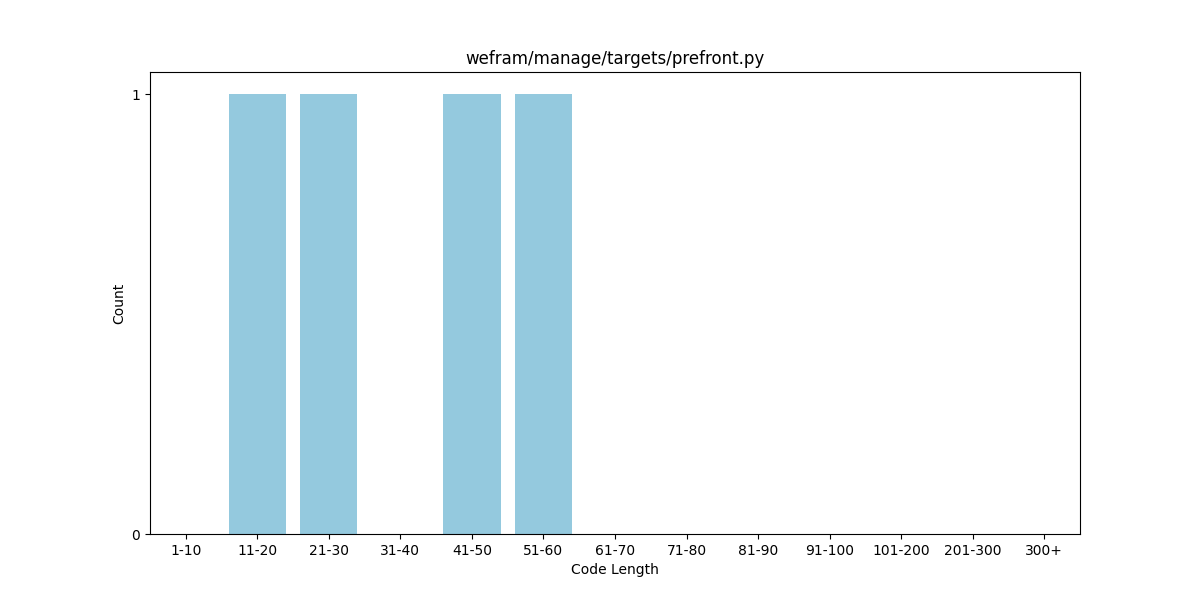 wefram/manage/targets/prefront.py
1
Count
0
1-10 11-20 21-30 31-40 41-50 51-60 61-70 71-80 81-90 91-100 101-200 201-300 300+
Code Length